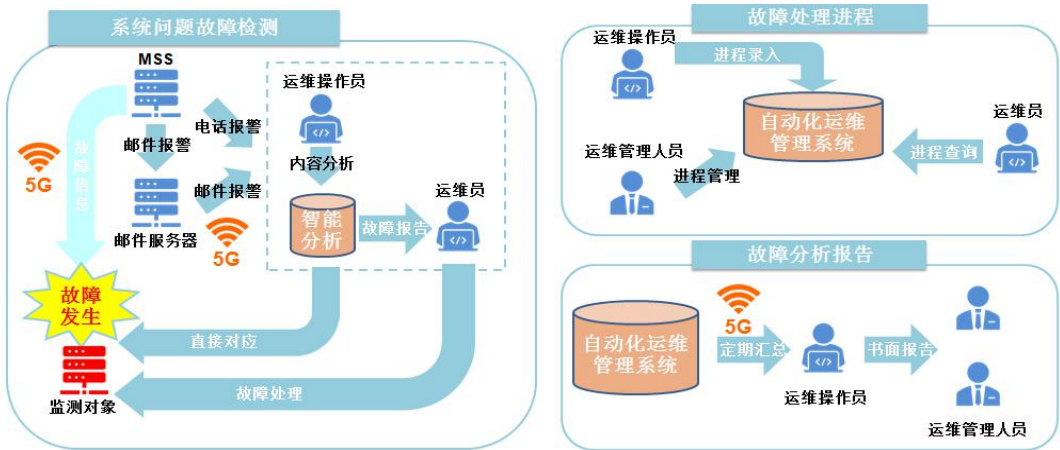 系统问题故障检测
MSS
运维操作员
电话报警
邮件报警
故障信息
5G
内容分析
邮件报警
运维员
邮件服务器
5G
智能
分析
故障报告
故障
发生
直接对应
故障处理
监测对象
故障处理进程
运维操作员
进程录入
自动化运维
管理系统
运维员
运维管理人员
进程管理
进程查询
故障分析报告
5G
自动化运维
管理系统
定期汇总
书面报告
运维操作员
运维管理人员